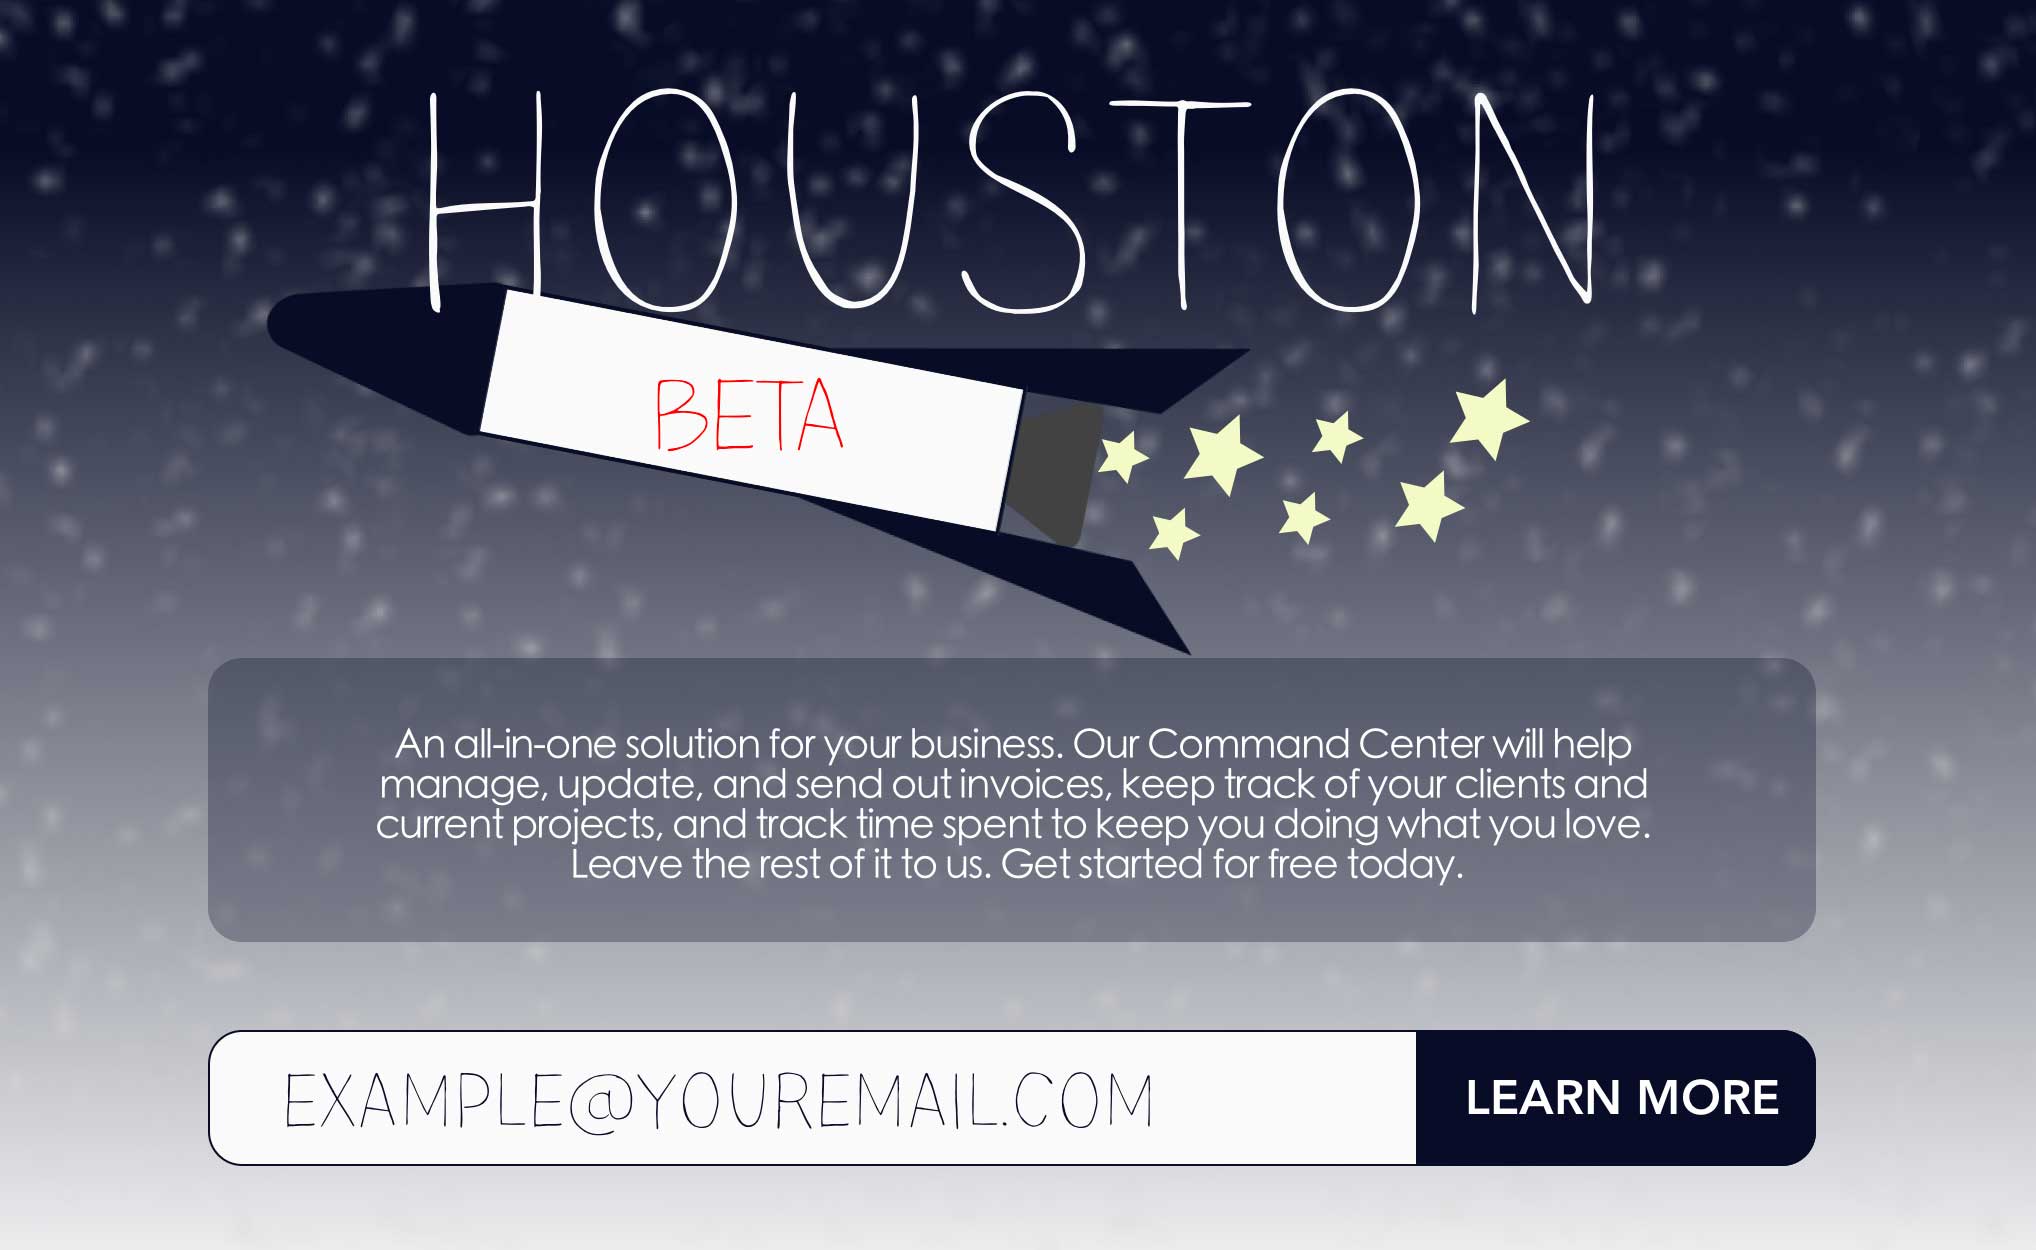 HOUSTON
BETA
An all-in-one solution for your business. Our Command Center will help
manage, update, and send out invoices, keep track of your clients and
current projects, and track time spent to keep you doing what you love.
Leave the rest of it to us. Get started for free today.
EXAMPLE@YOUREMAIL.COM
LEARN MORE